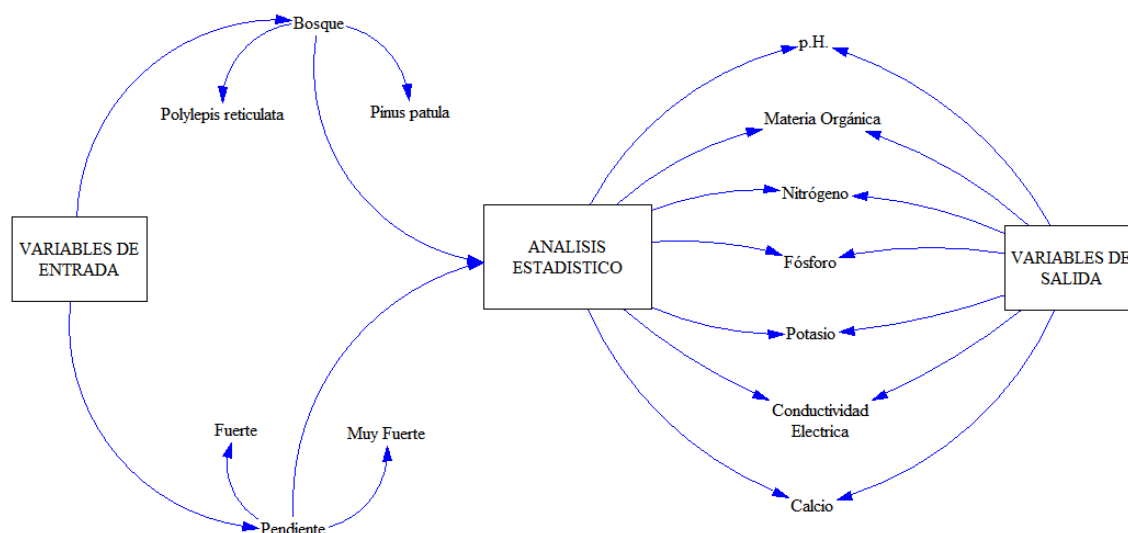 Bosque
Polylepis reticulata
Pinus patula
VARIABLES DE
ENTRADA
Fuerte
Muy Fuerte
Pendiente
ANALISIS
ESTADISTICO
p.H.
Materia Orgánica
Nitrógeno
Fósforo
Potasio
Conductividad
Electrica
Calcio
VARIABLES DE
SALIDA